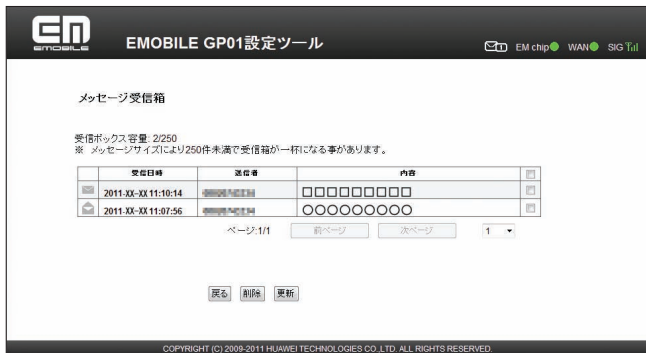 EM
EMOBILE
EMOBILE GP01設定ツール
EM chip WAN SIG
メッセージ受信箱
受信ボックス容量: 2/250
※ メッセージサイズにより250件未満で受信箱が一杯になる事があります。
受信日時 送信者 内容
2011-XX-XX 11:10:14 □□□□□□□□□
2011-XX-XX 11:07:56 ○○○○○○○○○
ページ:1/1 前ページ 次ページ 1
戻る 削除 更新
COPYRIGHT (C) 2009-2011 HUAWEI TECHNOLOGIES CO.,LTD. ALL RIGHTS RESERVED.